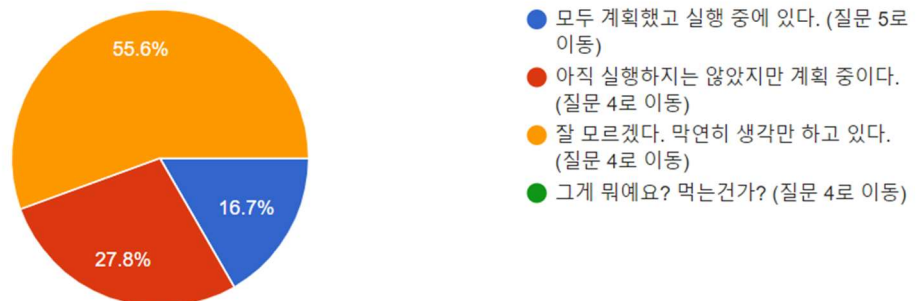 55.6%
16.7%
27.8%
모두 계획했고 실행 중에 있다. (질문 5로
이동)
아직 실행하지는 않았지만 계획 중이다.
(질문 4로 이동)
잘 모르겠다. 막연히 생각만 하고 있다.
(질문 4로 이동)
그게 뭐예요? 먹는건가? (질문 4로 이동)